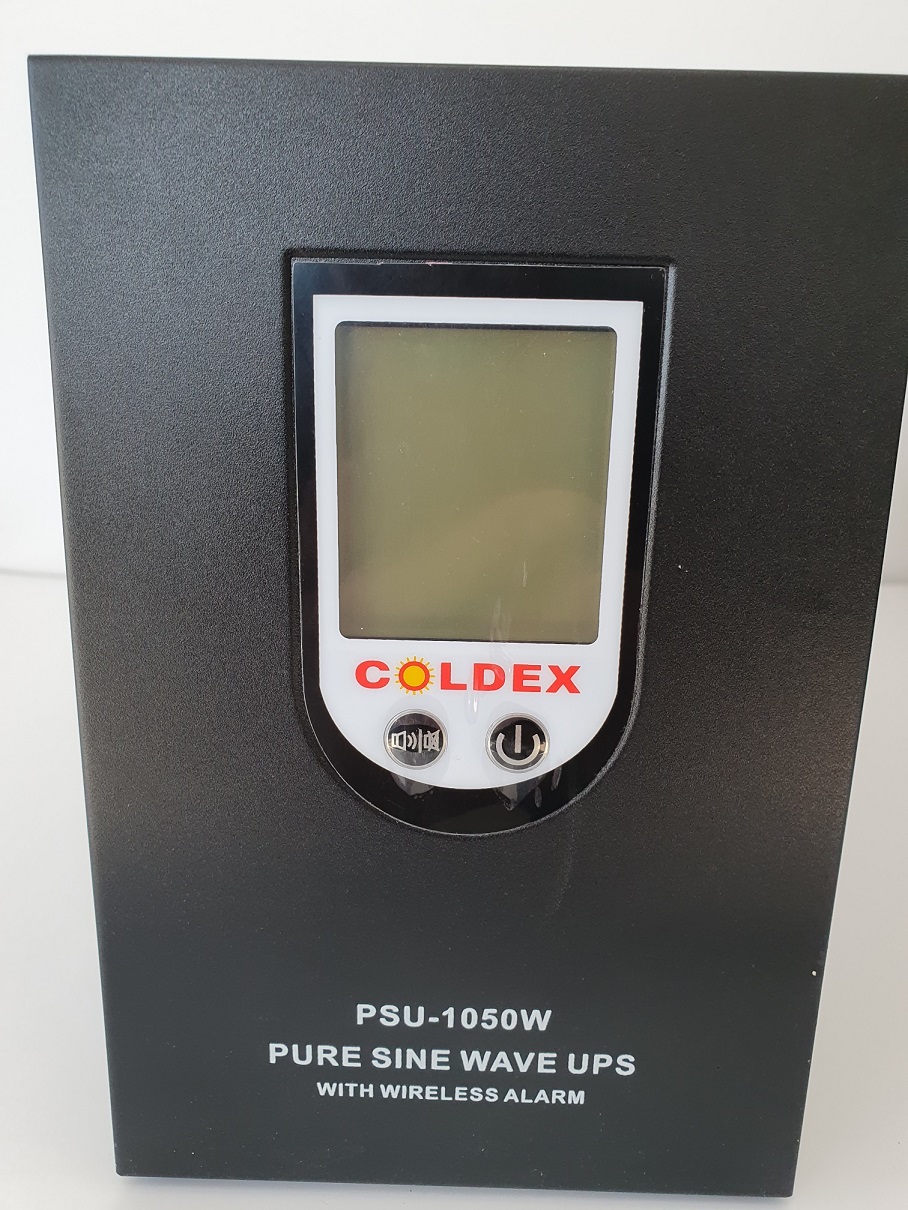 COLDEX
PSU-1050W
PURE SINE WAVE UPS
WITH WIRELESS ALARM